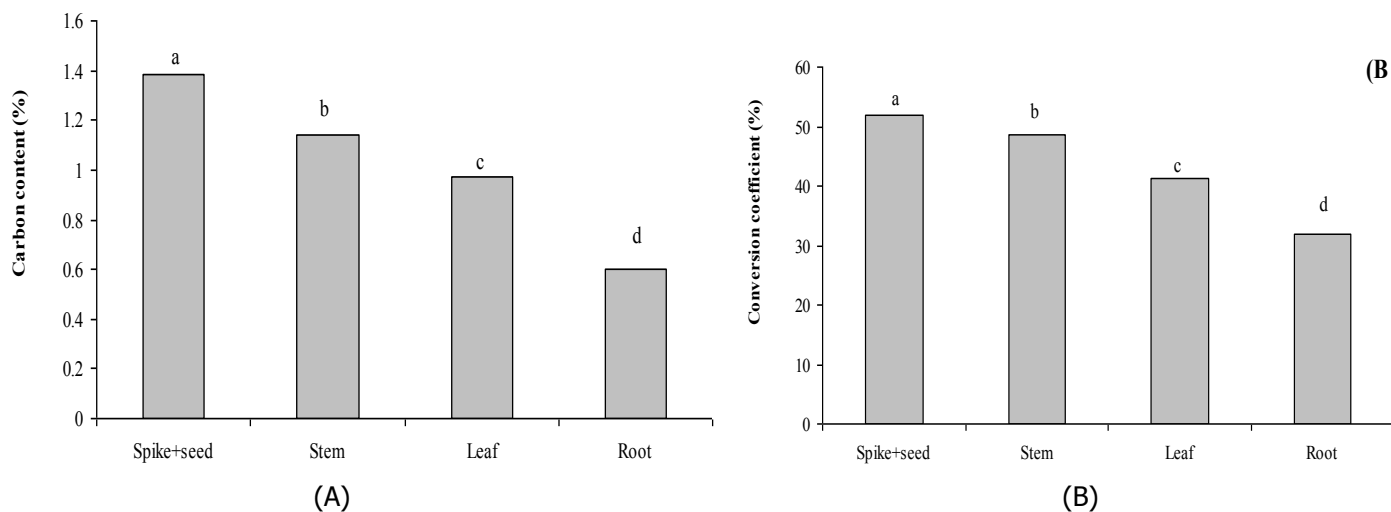 Carbon content (%)
1.6
1.4
1.2
1
0.8
0.6
0.4
0.2
0
a
b
c
d
Spike+seed Stem Leaf Root
(A)
(B
Conversion coefficient (%)
60
50
40
30
20
10
0
a
b
c
d
Spike+seed Stem Leaf Root
(B)